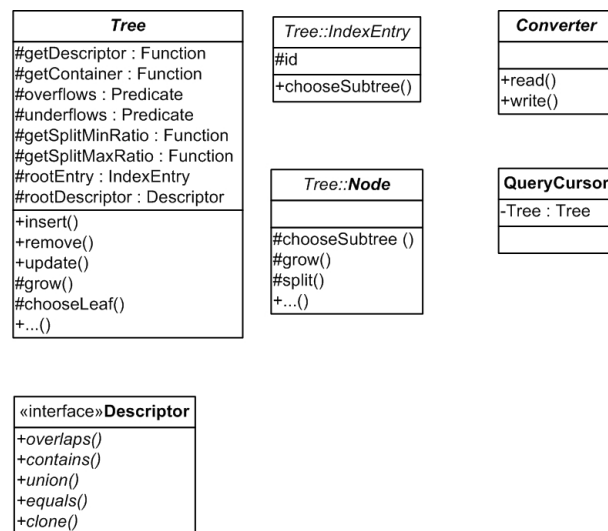 Tree
#getDescriptor : Function
#getContainer : Function
#overflows : Predicate
#underflows : Predicate
#getSplitMinRatio : Function
#getSplitMaxRatio : Function
#rootEntry : IndexEntry
#rootDescriptor : Descriptor
+insert()
+remove()
+update()
#grow()
#chooseLeaf()
+...()
Tree::IndexEntry
#id
+chooseSubtree()
Converter
+read()
+write()
Tree::Node
#chooseSubtree ()
#grow()
#split()
+...()
QueryCursor
-Tree : Tree
«interface»Descriptor
+overlaps()
+contains()
+union()
+equals()
+clone()